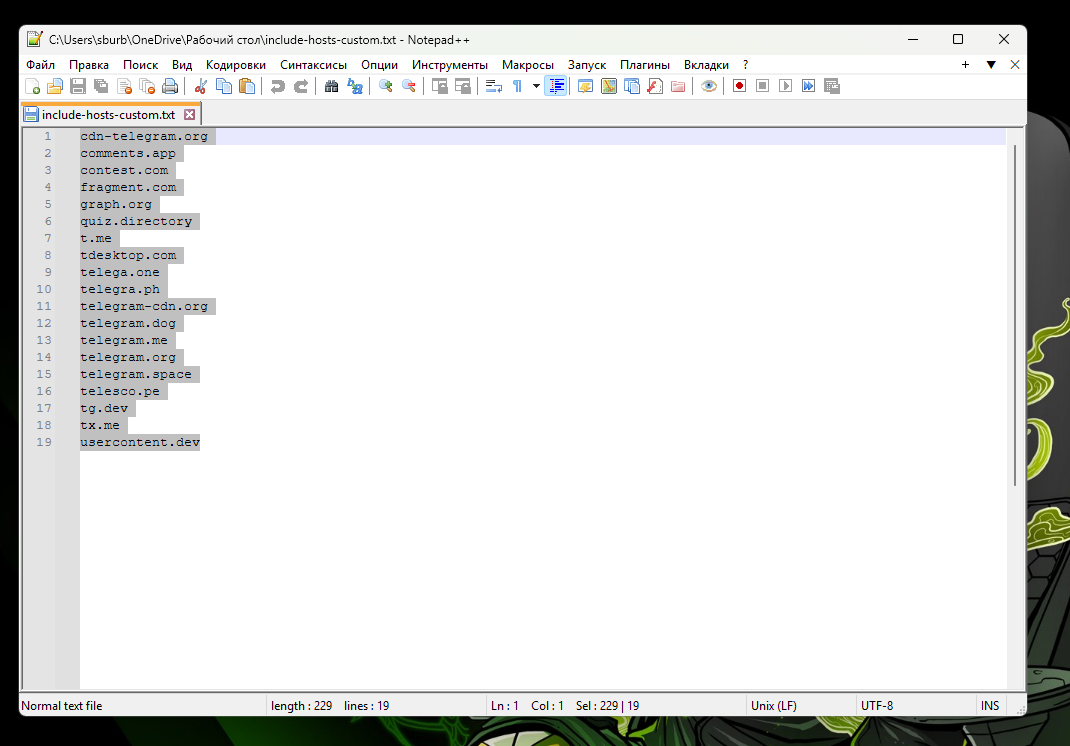 C:\Users\sburb\OneDrive\Рабочий стол\include-hosts-custom.txt - Notepad++
Файл Правка Поиск Вид Кодировки Синтаксисы Опции Инструменты Макросы Запуск Плагины Вкладки ?
include-hosts-custom.txt
1 cdn-telegram.org
2 comments.app
3 contest.com
4 fragment.com
5 graph.org
6 quiz.directory
7 t.me
8 tdesktop.com
9 telega.one
10 telegra.ph
11 telegram-cdn.org
12 telegram.dog
13 telegram.me
14 telegram.org
15 telegram.space
16 telesco.pe
17 tg.dev
18 tx.me
19 usercontent.dev
Normal text file length : 229 lines : 19 Ln : 1 Col : 1 Sel : 229 | 19 Unix (LF) UTF-8 INS